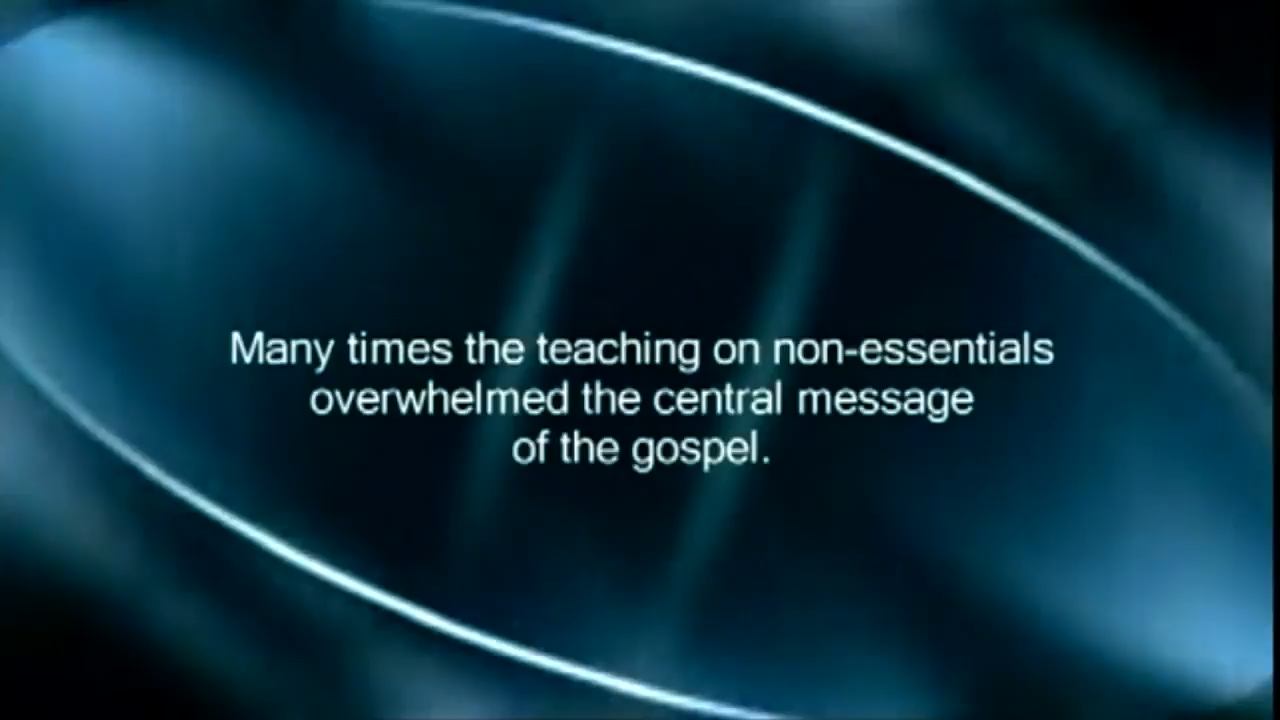 Many times the teaching on non-essentials
overwhelmed the central message
of the gospel.